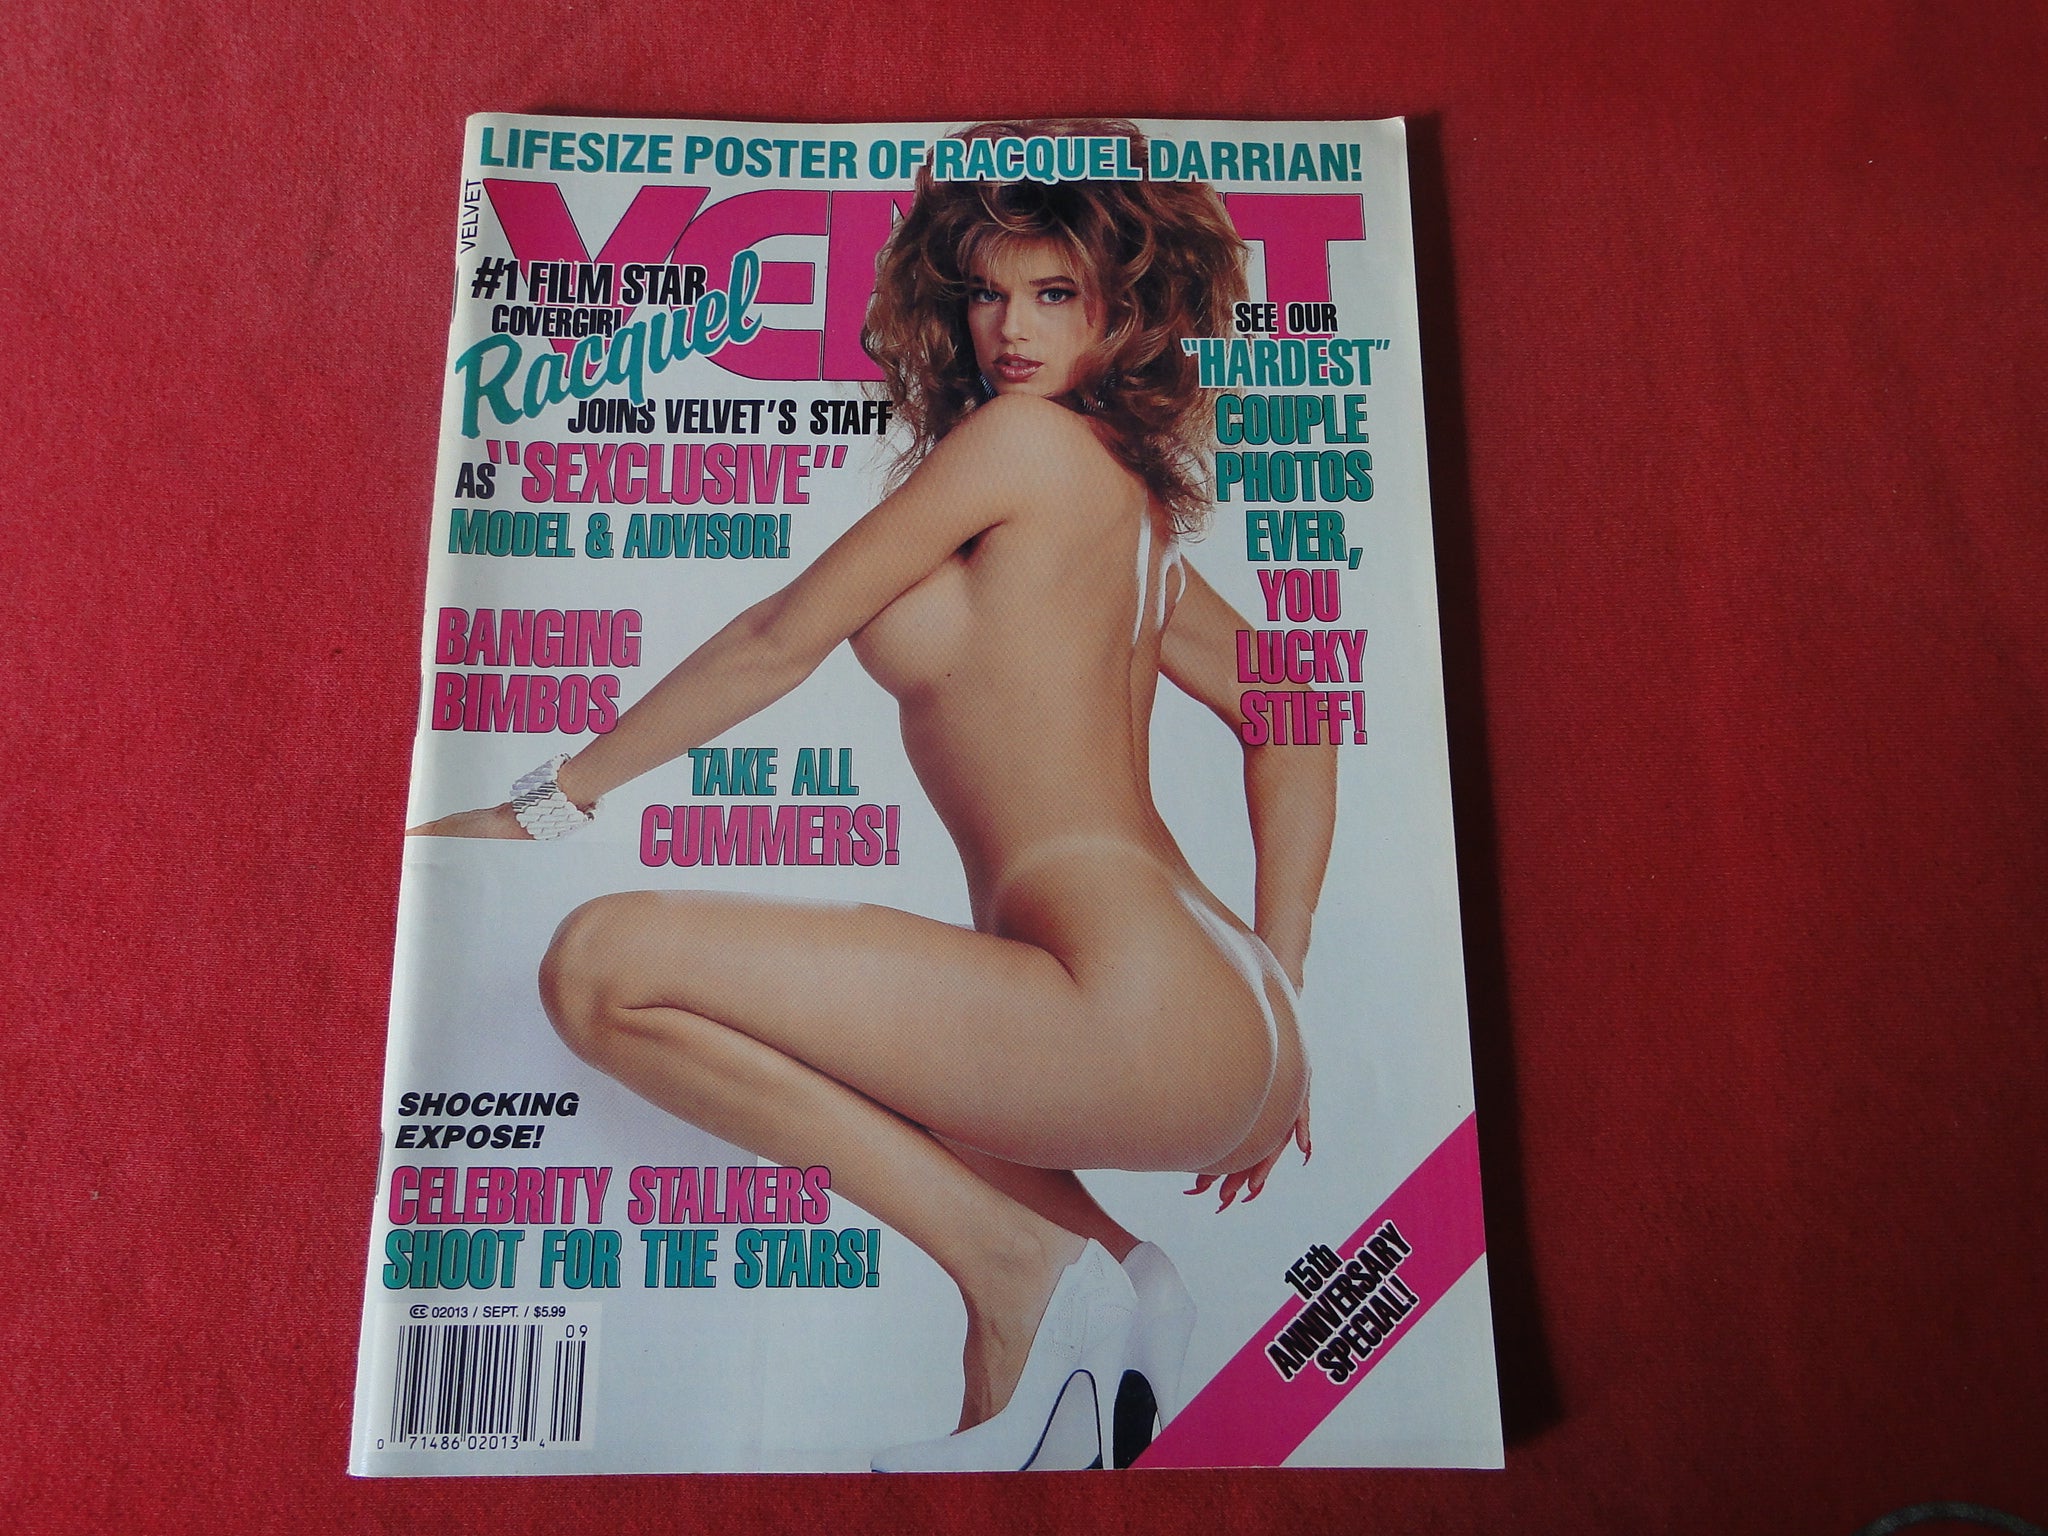 LIFESIZE POSTER OF RACQUEL DARRIAN!
VELVET
#1 FILM STAR
COVERGIRL
Racquel
JOINS VELVET'S STAFF
AS "SEXCLUSIVE"
MODEL & ADVISOR!
BANGING
BIMBOS
TAKE ALL
CUMMERS!
SEE OUR
"HARDEST"
COUPLE
PHOTOS
EVER,
YOU
LUCKY
STIFF!
SHOCKING
EXPOSE!
CELEBRITY STALKERS
SHOOT FOR THE STARS!
CC 02013 / SEPT. / $5.99
09
0 71486 02013 4
15th
ANNIVERSARY
SPECIAL!